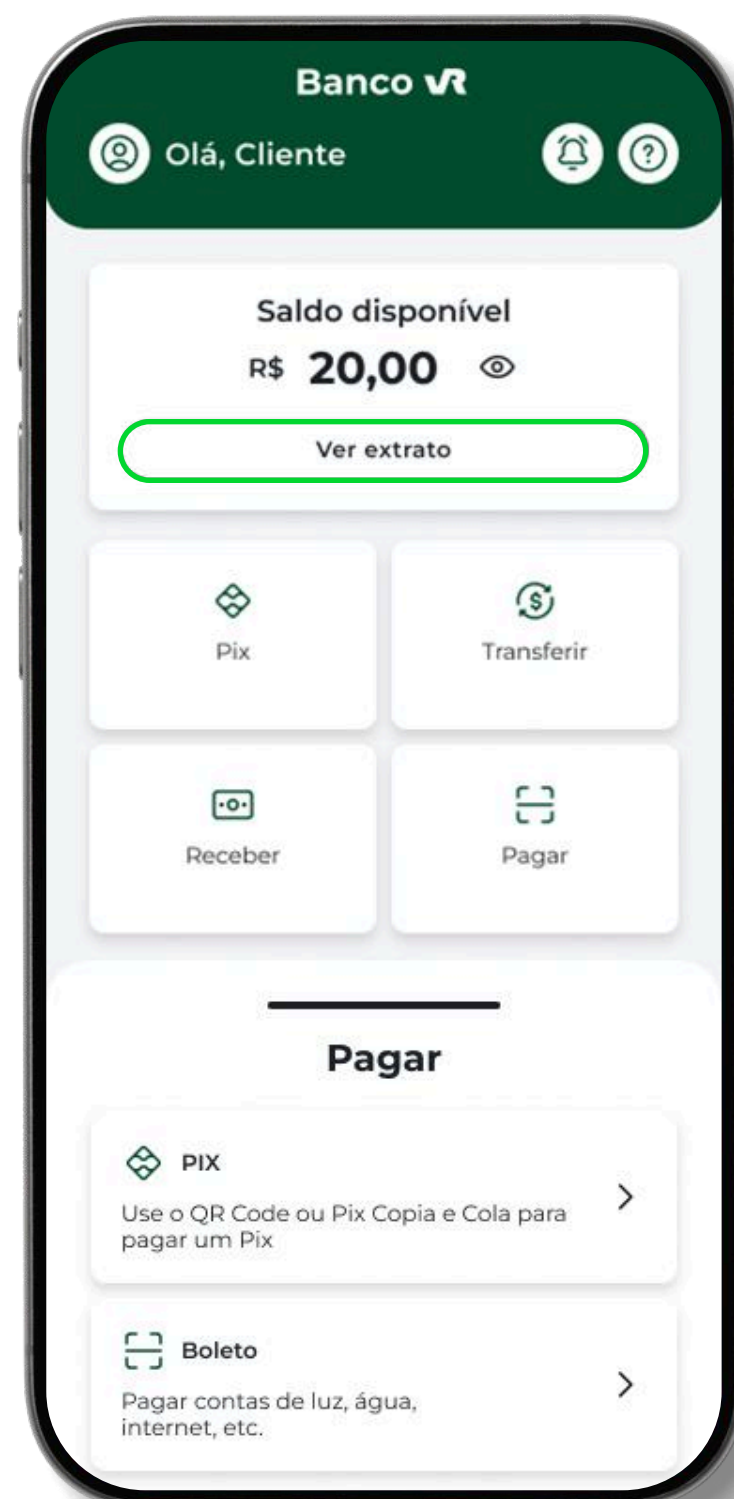 Banco VR
Olá, Cliente
Saldo disponível
R$ 20,00
Ver extrato
Pix
Transferir
Receber
Pagar
Pagar
PIX
Use o QR Code ou Pix Copia e Cola para
pagar um Pix
Boleto
Pagar contas de luz, água,
internet, etc.